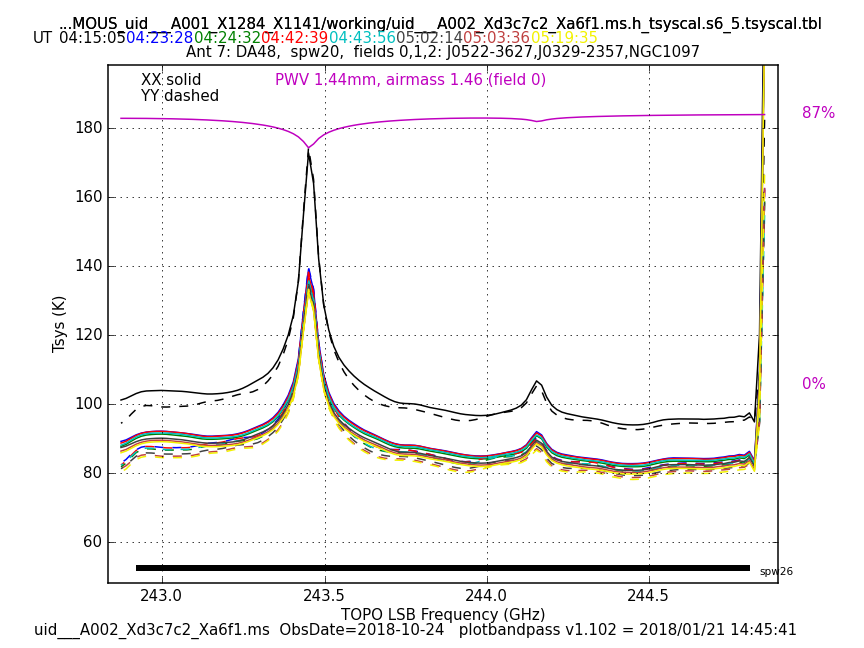 ...MOUS_uid___A001_X1284_X1141/working/uid___A002_Xd3c7c2_Xa6f1.ms.h_tsyscal.s6_5.tsyscal.tbl
UT 04:15:05 04:23:28 04:24:32 04:42:39 04:43:56 05:02:14 05:03:36 05:19:35
Ant 7: DA48, spw20, fields 0,1,2: J0522-3627,J0329-2357,NGC1097
XX solid PWV 1.44mm, airmass 1.46 (field 0)
YY dashed
87%
180
160
140
120
100
80
60
0%
Tsys (K)
spw26
243.0 243.5 244.0 244.5
TOPO LSB Frequency (GHz)
uid___A002_Xd3c7c2_Xa6f1.ms ObsDate=2018-10-24 plotbandpass v1.102 = 2018/01/21 14:45:41